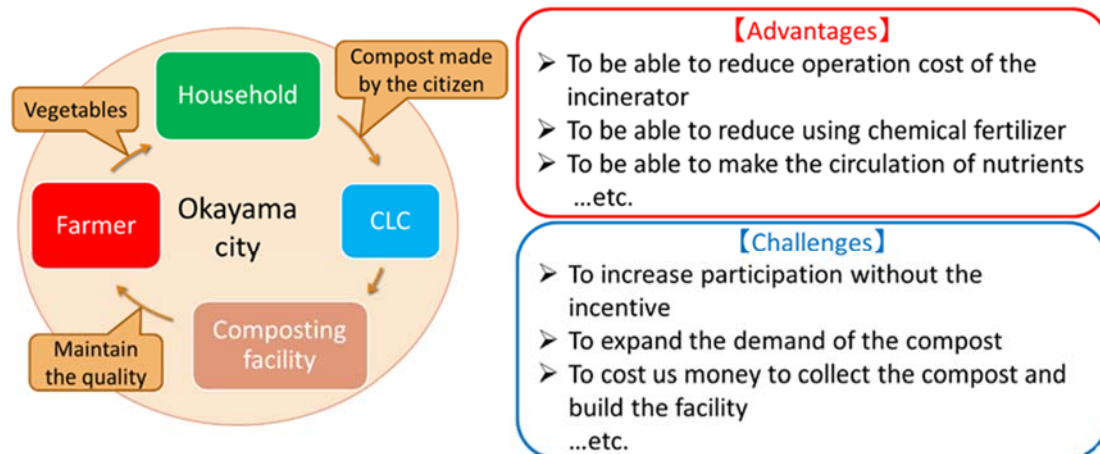 Household
Compost made
by the citizen
Vegetables
Farmer
Okayama
city
CLC
Composting
facility
Maintain
the quality
【Advantages】
➤ To be able to reduce operation cost of the
incinerator
➤ To be able to reduce using chemical fertilizer
➤ To be able to make the circulation of nutrients
...etc.
【Challenges】
➤ To increase participation without the
incentive
➤ To expand the demand of the compost
➤ To cost us money to collect the compost and
build the facility
...etc.